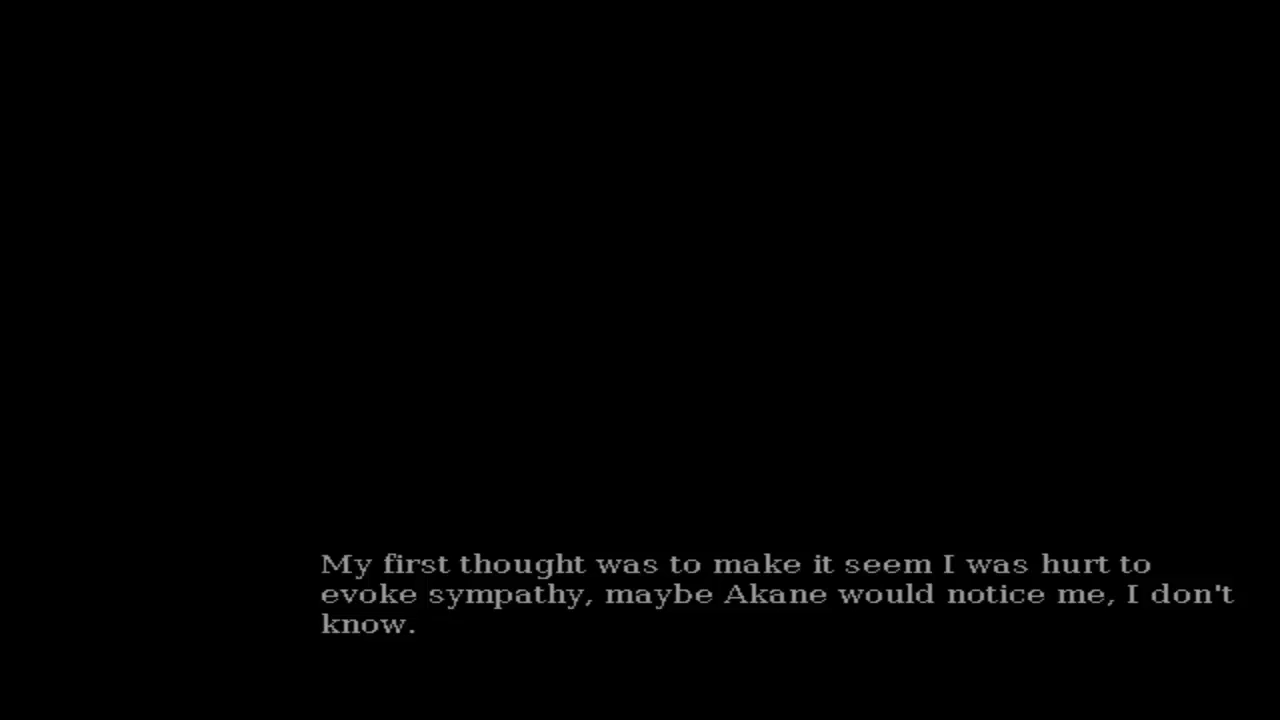 My first thought was to make it seem I was hurt to
evoke sympathy, maybe Akane would notice me, I don't
know.